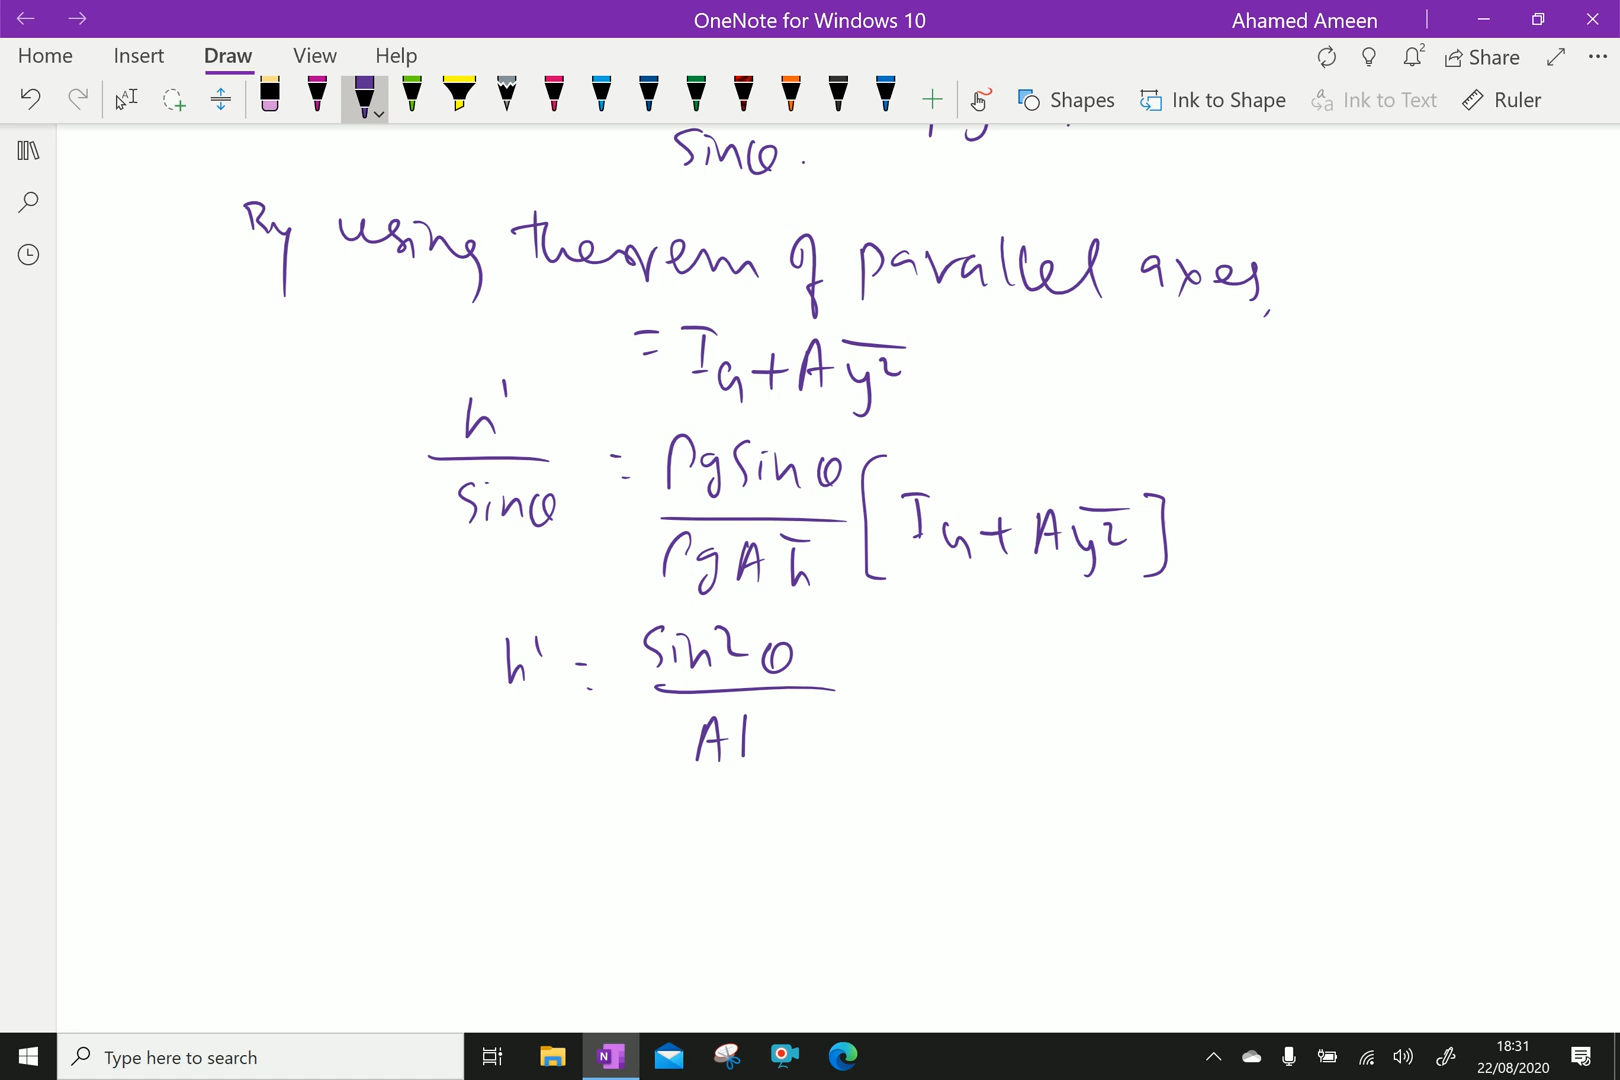 OneNote for Windows 10
Ahamed Ameen
Home Insert Draw View Help
2 Share
Shapes Ink to Shape Ink to Text Ruler
sinθ.
By using theorem of parallel axes,
= IG + Aȳ²
h'/sinθ = ρg sinθ/ρgAh̄ [IG + Aȳ²]
h' = sin²θ/A
Type here to search
18:31
22/08/2020